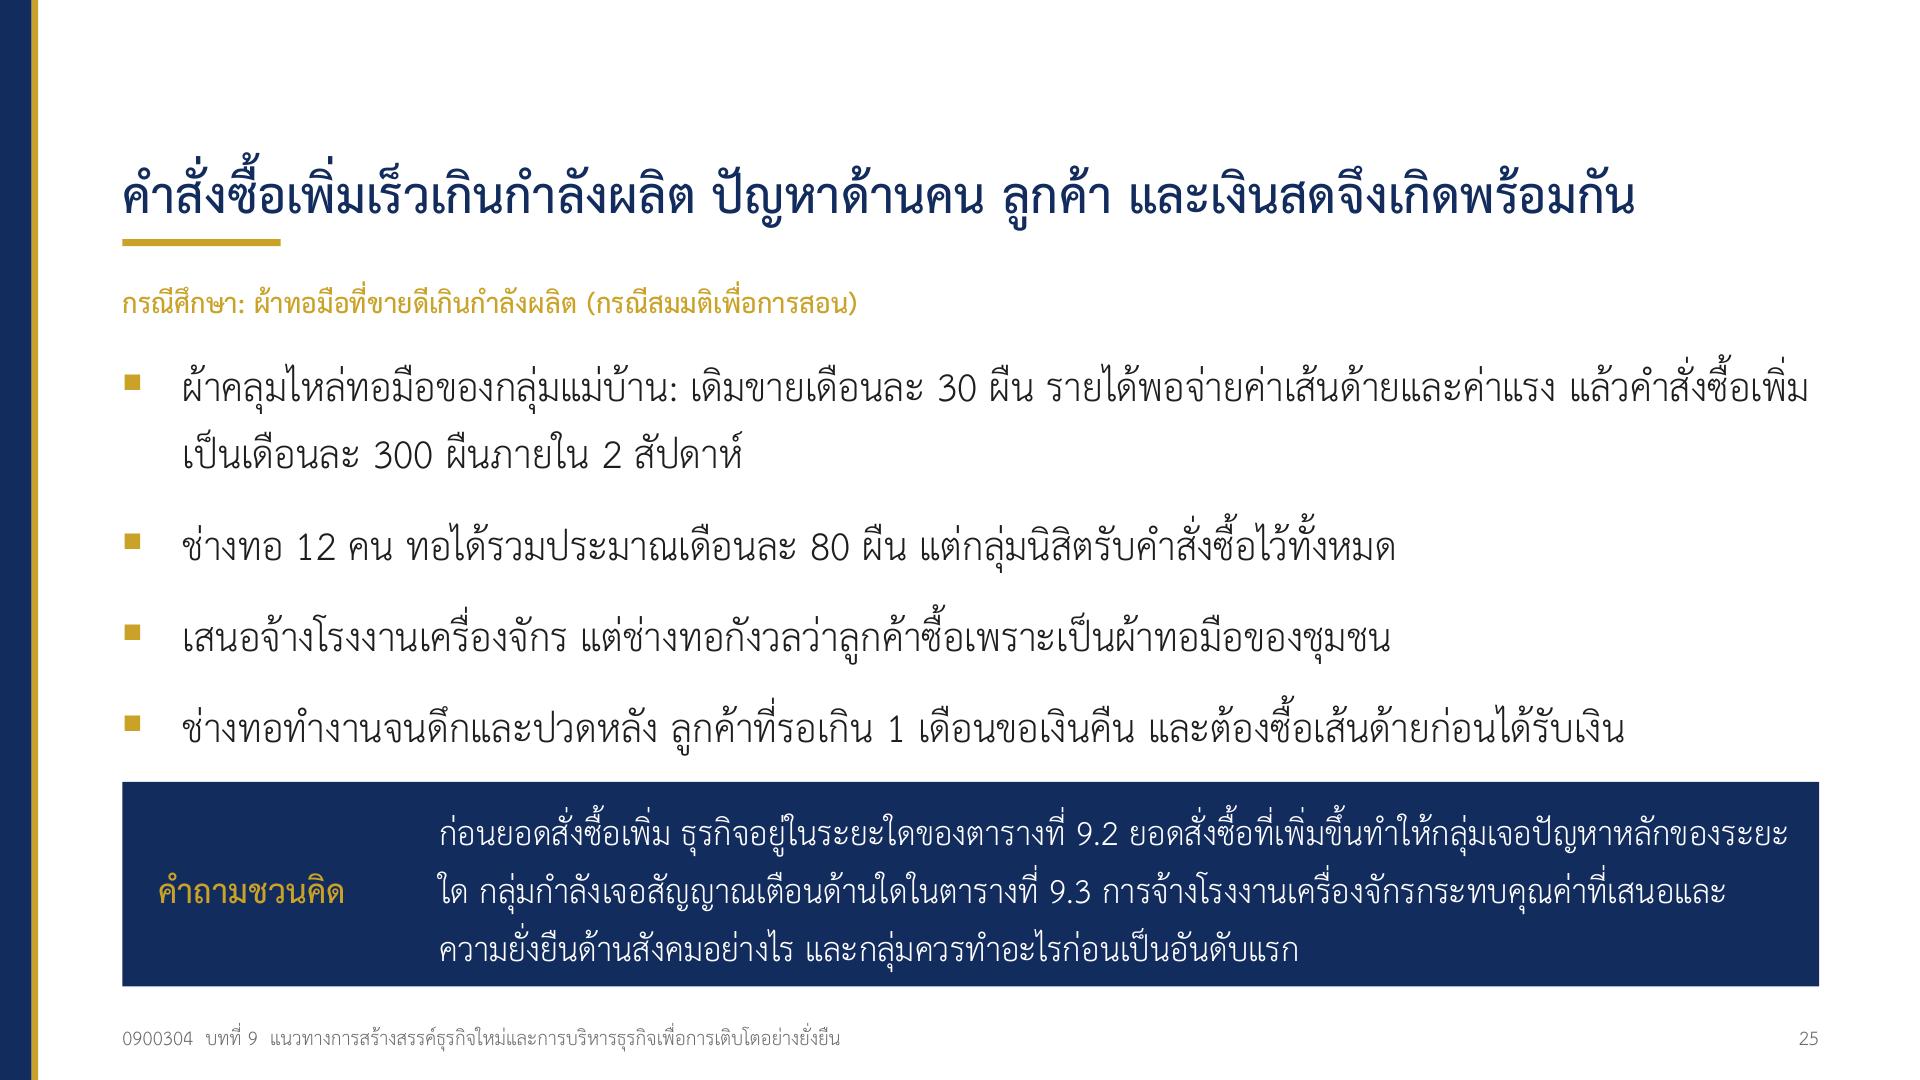 คำสั่งซื้อเพิ่มเร็วเกินกำลังผลิต ปัญหาด้านคน ลูกค้า และเงินสดจึงเกิดพร้อมกัน
กรณีศึกษา: ผ้าทอมือที่ขายดีเกินกำลังผลิต (กรณีสมมติเพื่อการสอน)
▪ ผ้าคลุมไหล่ทอมือของกลุ่มแม่บ้าน: เดิมขายเดือนละ 30 ผืน รายได้พอจ่ายค่าเส้นด้ายและค่าแรง แล้วคำสั่งซื้อเพิ่ม
เป็นเดือนละ 300 ผืนภายใน 2 สัปดาห์
▪ ช่างทอ 12 คน ทอได้รวมประมาณเดือนละ 80 ผืน แต่กลุ่มนิสิตรับคำสั่งซื้อไว้ทั้งหมด
▪ เสนอจ้างโรงงานเครื่องจักร แต่ช่างทอกังวลว่าลูกค้าซื้อเพราะเป็นผ้าทอมือของชุมชน
▪ ช่างทอทำงานจนดึกและปวดหลัง ลูกค้าที่รอเกิน 1 เดือนขอเงินคืน และต้องซื้อเส้นด้ายก่อนได้รับเงิน
คำถามชวนคิด
ก่อนยอดสั่งซื้อเพิ่ม ธุรกิจอยู่ในระยะใดของตารางที่ 9.2 ยอดสั่งซื้อที่เพิ่มขึ้นทำให้กลุ่มเจอปัญหาหลักของระยะ
ใด กลุ่มกำลังเจอสัญญาณเตือนด้านใดในตารางที่ 9.3 การจ้างโรงงานเครื่องจักรกระทบคุณค่าที่เสนอและ
ความยั่งยืนด้านสังคมอย่างไร และกลุ่มควรทำอะไรก่อนเป็นอันดับแรก
0900304 บทที่ 9 แนวทางการสร้างสรรค์ธุรกิจใหม่และการบริหารธุรกิจเพื่อการเติบโตอย่างยั่งยืน
25